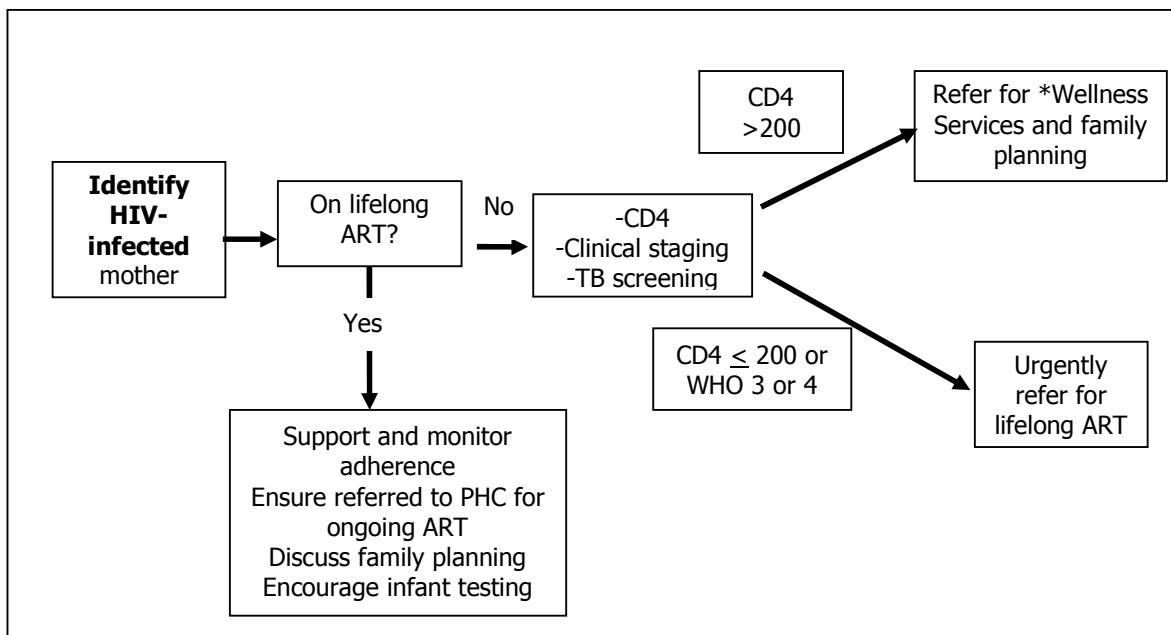 Identify
HIV-
infected
mother
On lifelong
ART?
No
Yes
-CD4
-Clinical staging
-TB screening
CD4
>200
Refer for *Wellness
Services and family
planning
CD4 ≤ 200 or
WHO 3 or 4
Urgently
refer for
lifelong ART
Support and monitor
adherence
Ensure referred to PHC for
ongoing ART
Discuss family planning
Encourage infant testing